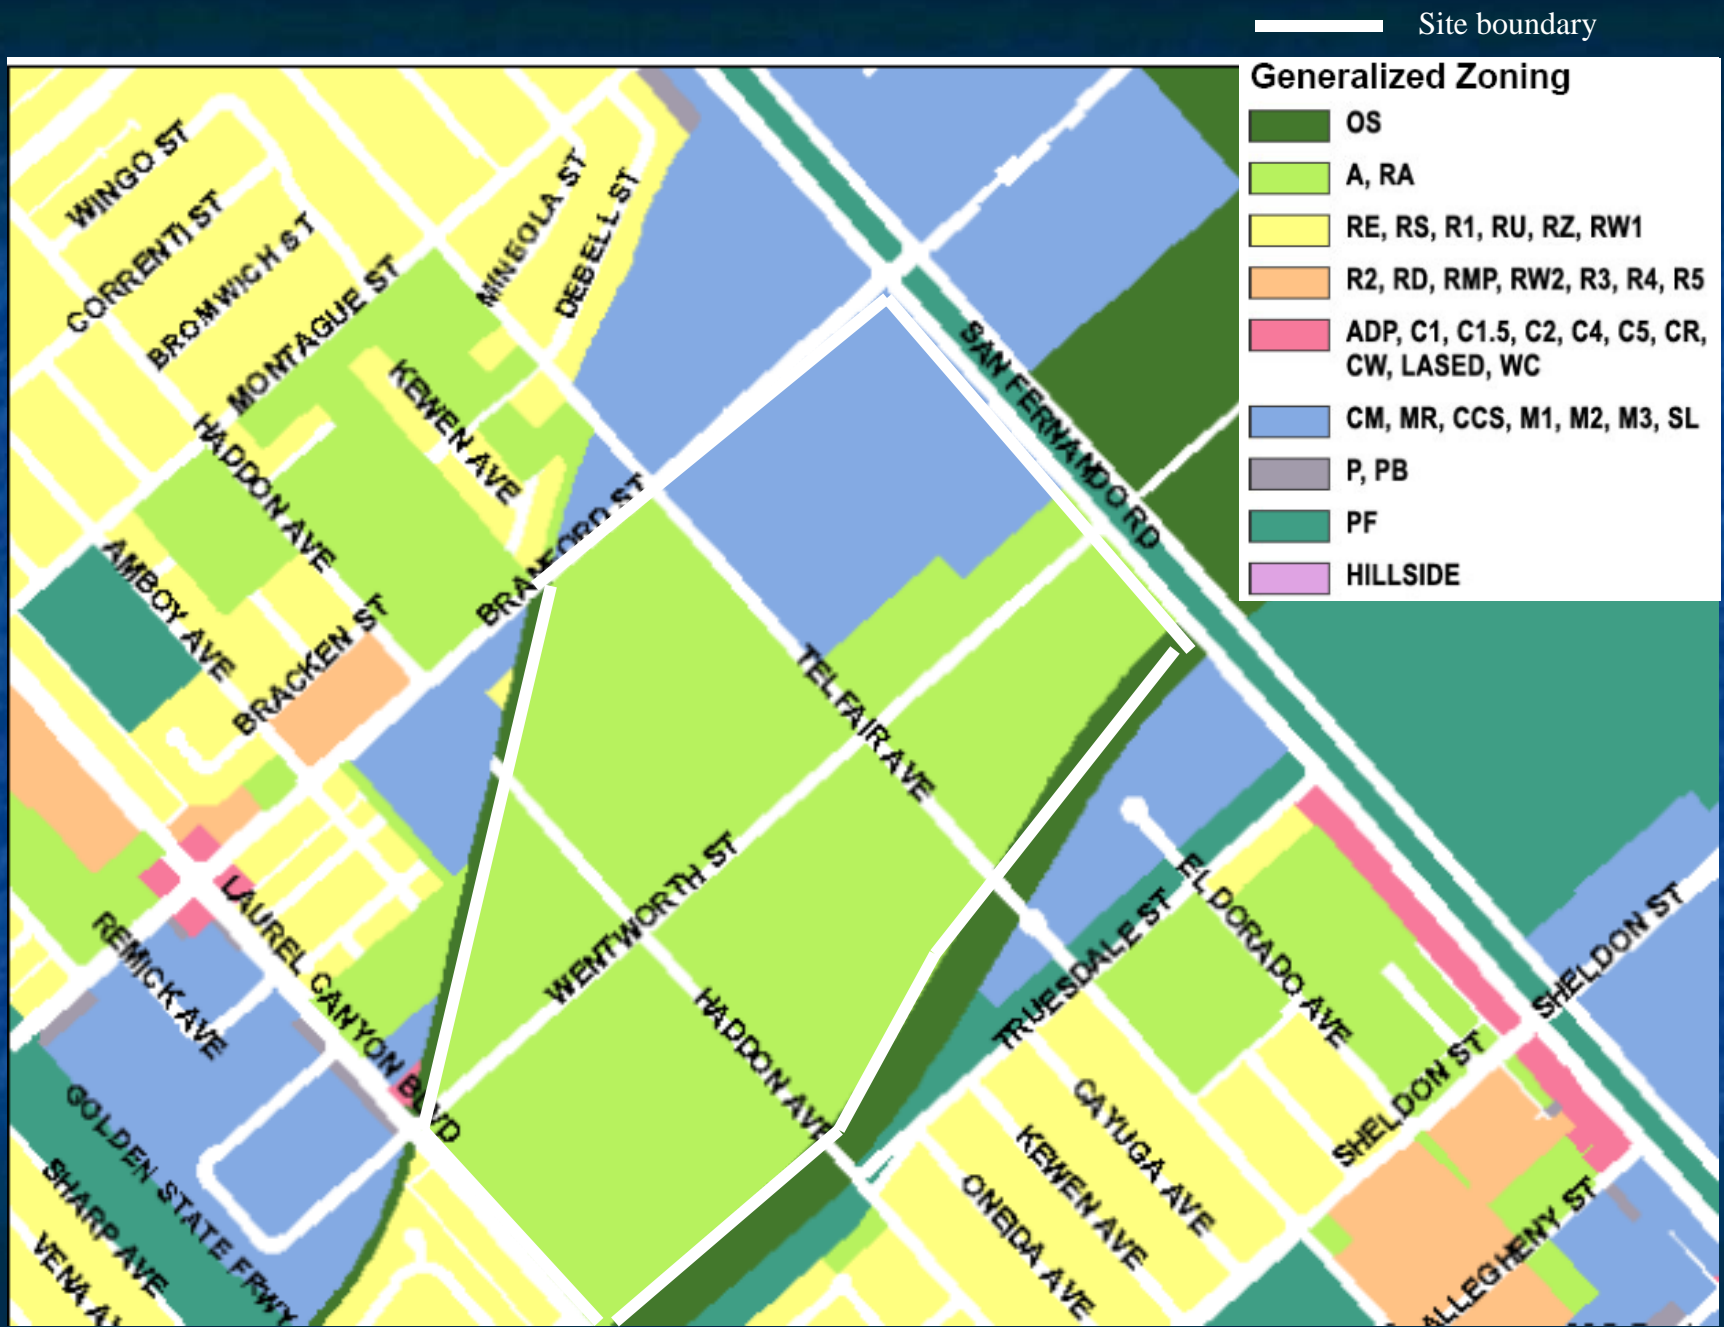 Site boundary
Generalized Zoning
OS
A, RA
RE, RS, R1, RU, RZ, RW1
R2, RD, RMP, RW2, R3, R4, R5
ADP, C1, C1.5, C2, C4, C5, CR,
CW, LASED, WC
CM, MR, CCS, M1, M2, M3, SL
P, PB
PF
HILLSIDE
WINGO ST
CORRENTI ST
BROMWICH ST
MONTAGUE ST
MINEOLA ST
DEBELL ST
KEWEN AVE
HADDON AVE
AMBOY AVE
BRACKEN ST
BRANFORD ST
SAN FERNANDO RD
TELFAIR AVE
WENTWORTH ST
LAUREL CANYON BLVD
REMICK AVE
GOLDEN STATE FRWY
SHARP AVE
VENA AV
HADDON AVE
TRUESDALE ST
EL DORADO AVE
SHELDON ST
SHELDON ST
CAYUGA AVE
KEWEN AVE
ONEIDA AVE
ALLEGHENY ST